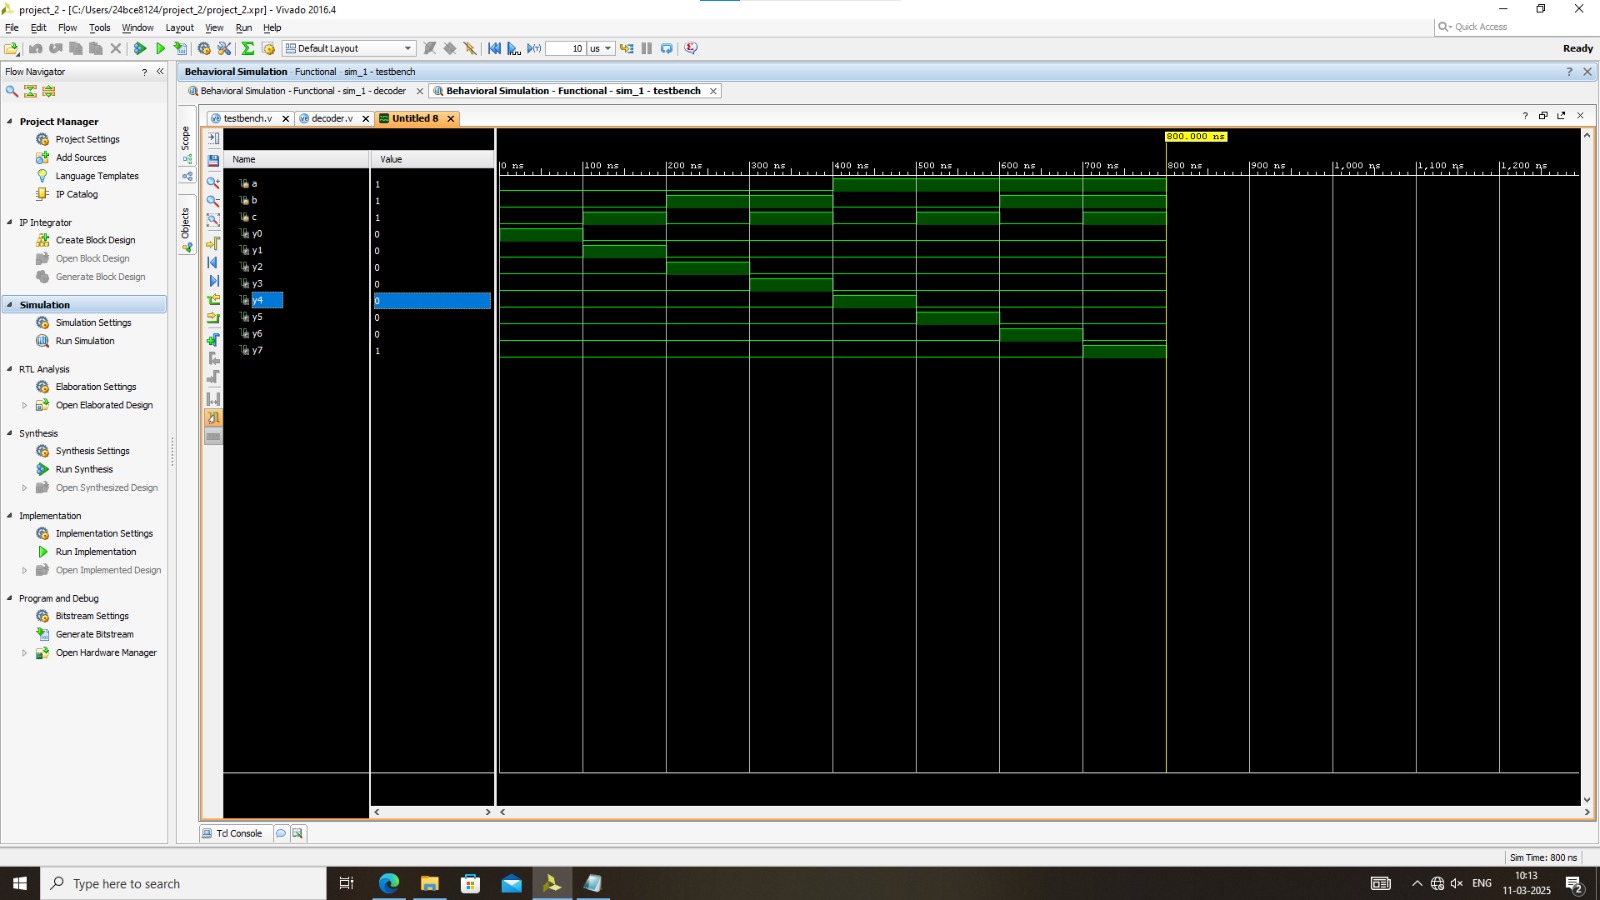 project_2 - [C:/Users/24bce8124/project_2/project_2.xpr] - Vivado 2016.4
File Edit Flow Tools Window Layout View Run Help
Quick Access
Default Layout 10 us Ready
Flow Navigator ? «
Behavioral Simulation - Functional - sim_1 - testbench ?
Behavioral Simulation - Functional - sim_1 - decoder × Behavioral Simulation - Functional - sim_1 - testbench ×
testbench.v × decoder.v × Untitled 8 × ?
Project Manager
Project Settings
Add Sources
Language Templates
IP Catalog
IP Integrator
Create Block Design
Open Block Design
Generate Block Design
Simulation
Simulation Settings
Run Simulation
RTL Analysis
Elaboration Settings
Open Elaborated Design
Synthesis
Synthesis Settings
Run Synthesis
Open Synthesized Design
Implementation
Implementation Settings
Run Implementation
Open Implemented Design
Program and Debug
Bitstream Settings
Generate Bitstream
Open Hardware Manager
Scope
Objects
800.000 ns
Name Value
0 ns 100 ns 200 ns 300 ns 400 ns 500 ns 600 ns 700 ns 800 ns 900 ns 1,000 ns 1,100 ns 1,200 ns
a 1
b 1
c 1
y0 0
y1 0
y2 0
y3 0
y4 0
y5 0
y6 0
y7 1
Tcl Console
Sim Time: 800 ns
Type here to search
ENG
10:13
11-03-2025
2